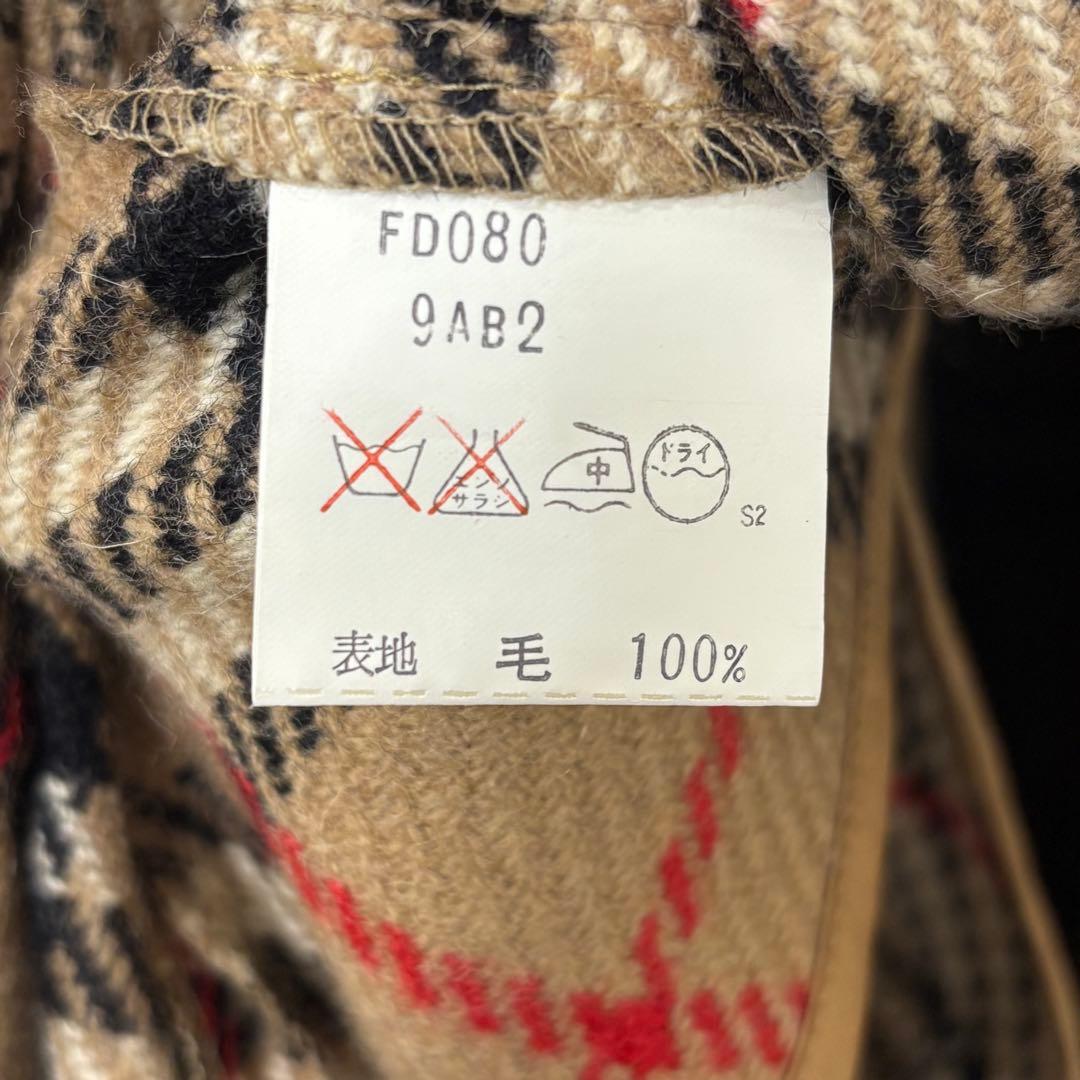 FD080
9AB2
エンソ
サラシ
中
ドライ
S2
表地 毛 100%